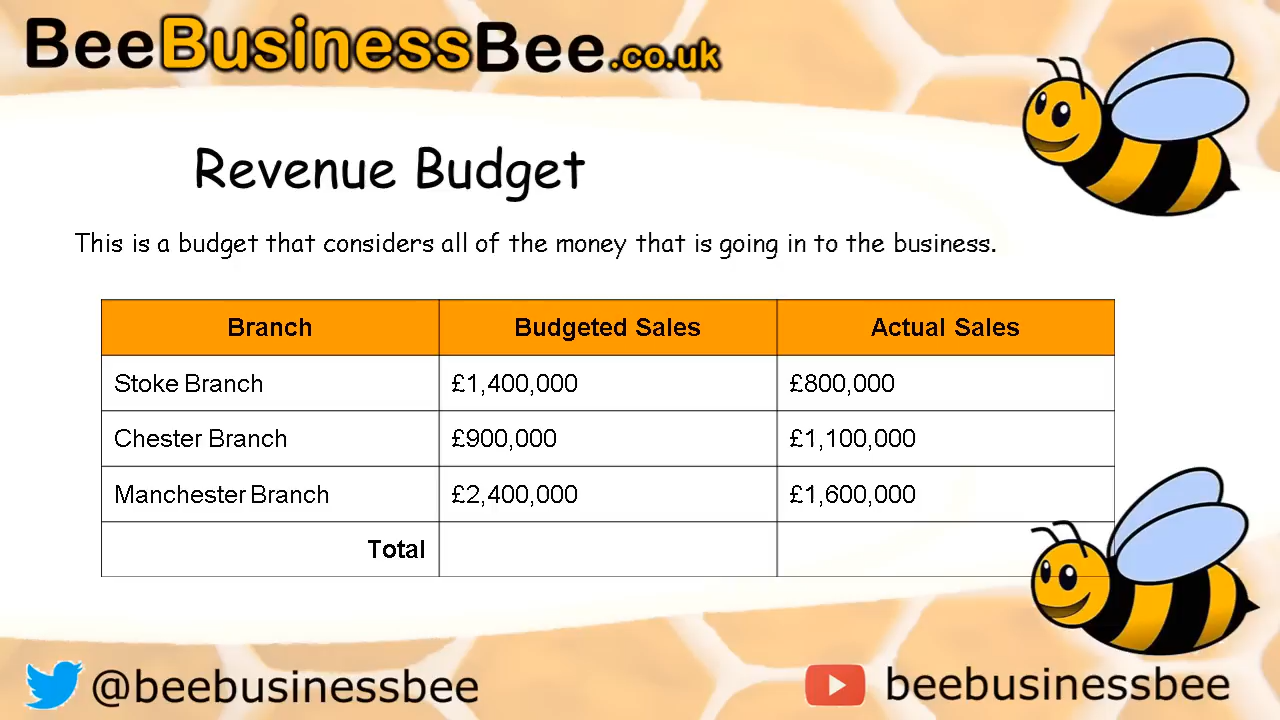 BeeBusinessBee.co.uk
Revenue Budget
This is a budget that considers all of the money that is going in to the business.
Branch Budgeted Sales Actual Sales
Stoke Branch £1,400,000 £800,000
Chester Branch £900,000 £1,100,000
Manchester Branch £2,400,000 £1,600,000
Total
@beebusinessbee beebusinessbee